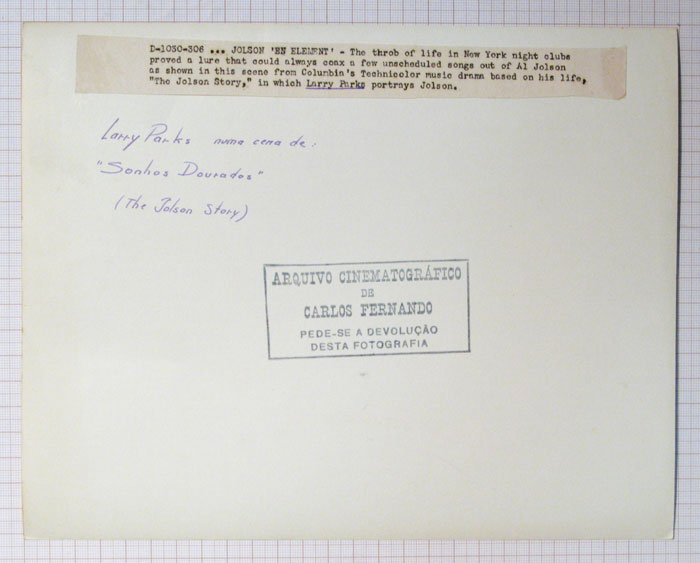 D-1030-306 ... JOLSON 'EN ELEMENT' - The throb of life in New York night clubs
proved a lure that could always coax a few unscheduled songs out of Al Jolson
as shown in this scene from Columbia's Technicolor music drama based on his life,
"The Jolson Story," in which Larry Parks portrays Jolson.
Larry Parks numa cena de:
"Sonhos Dourados"
(The Jolson Story)
ARQUIVO CINEMATOGRÁFICO
DE
CARLOS FERNANDO
PEDE-SE A DEVOLUÇÃO
DESTA FOTOGRAFIA